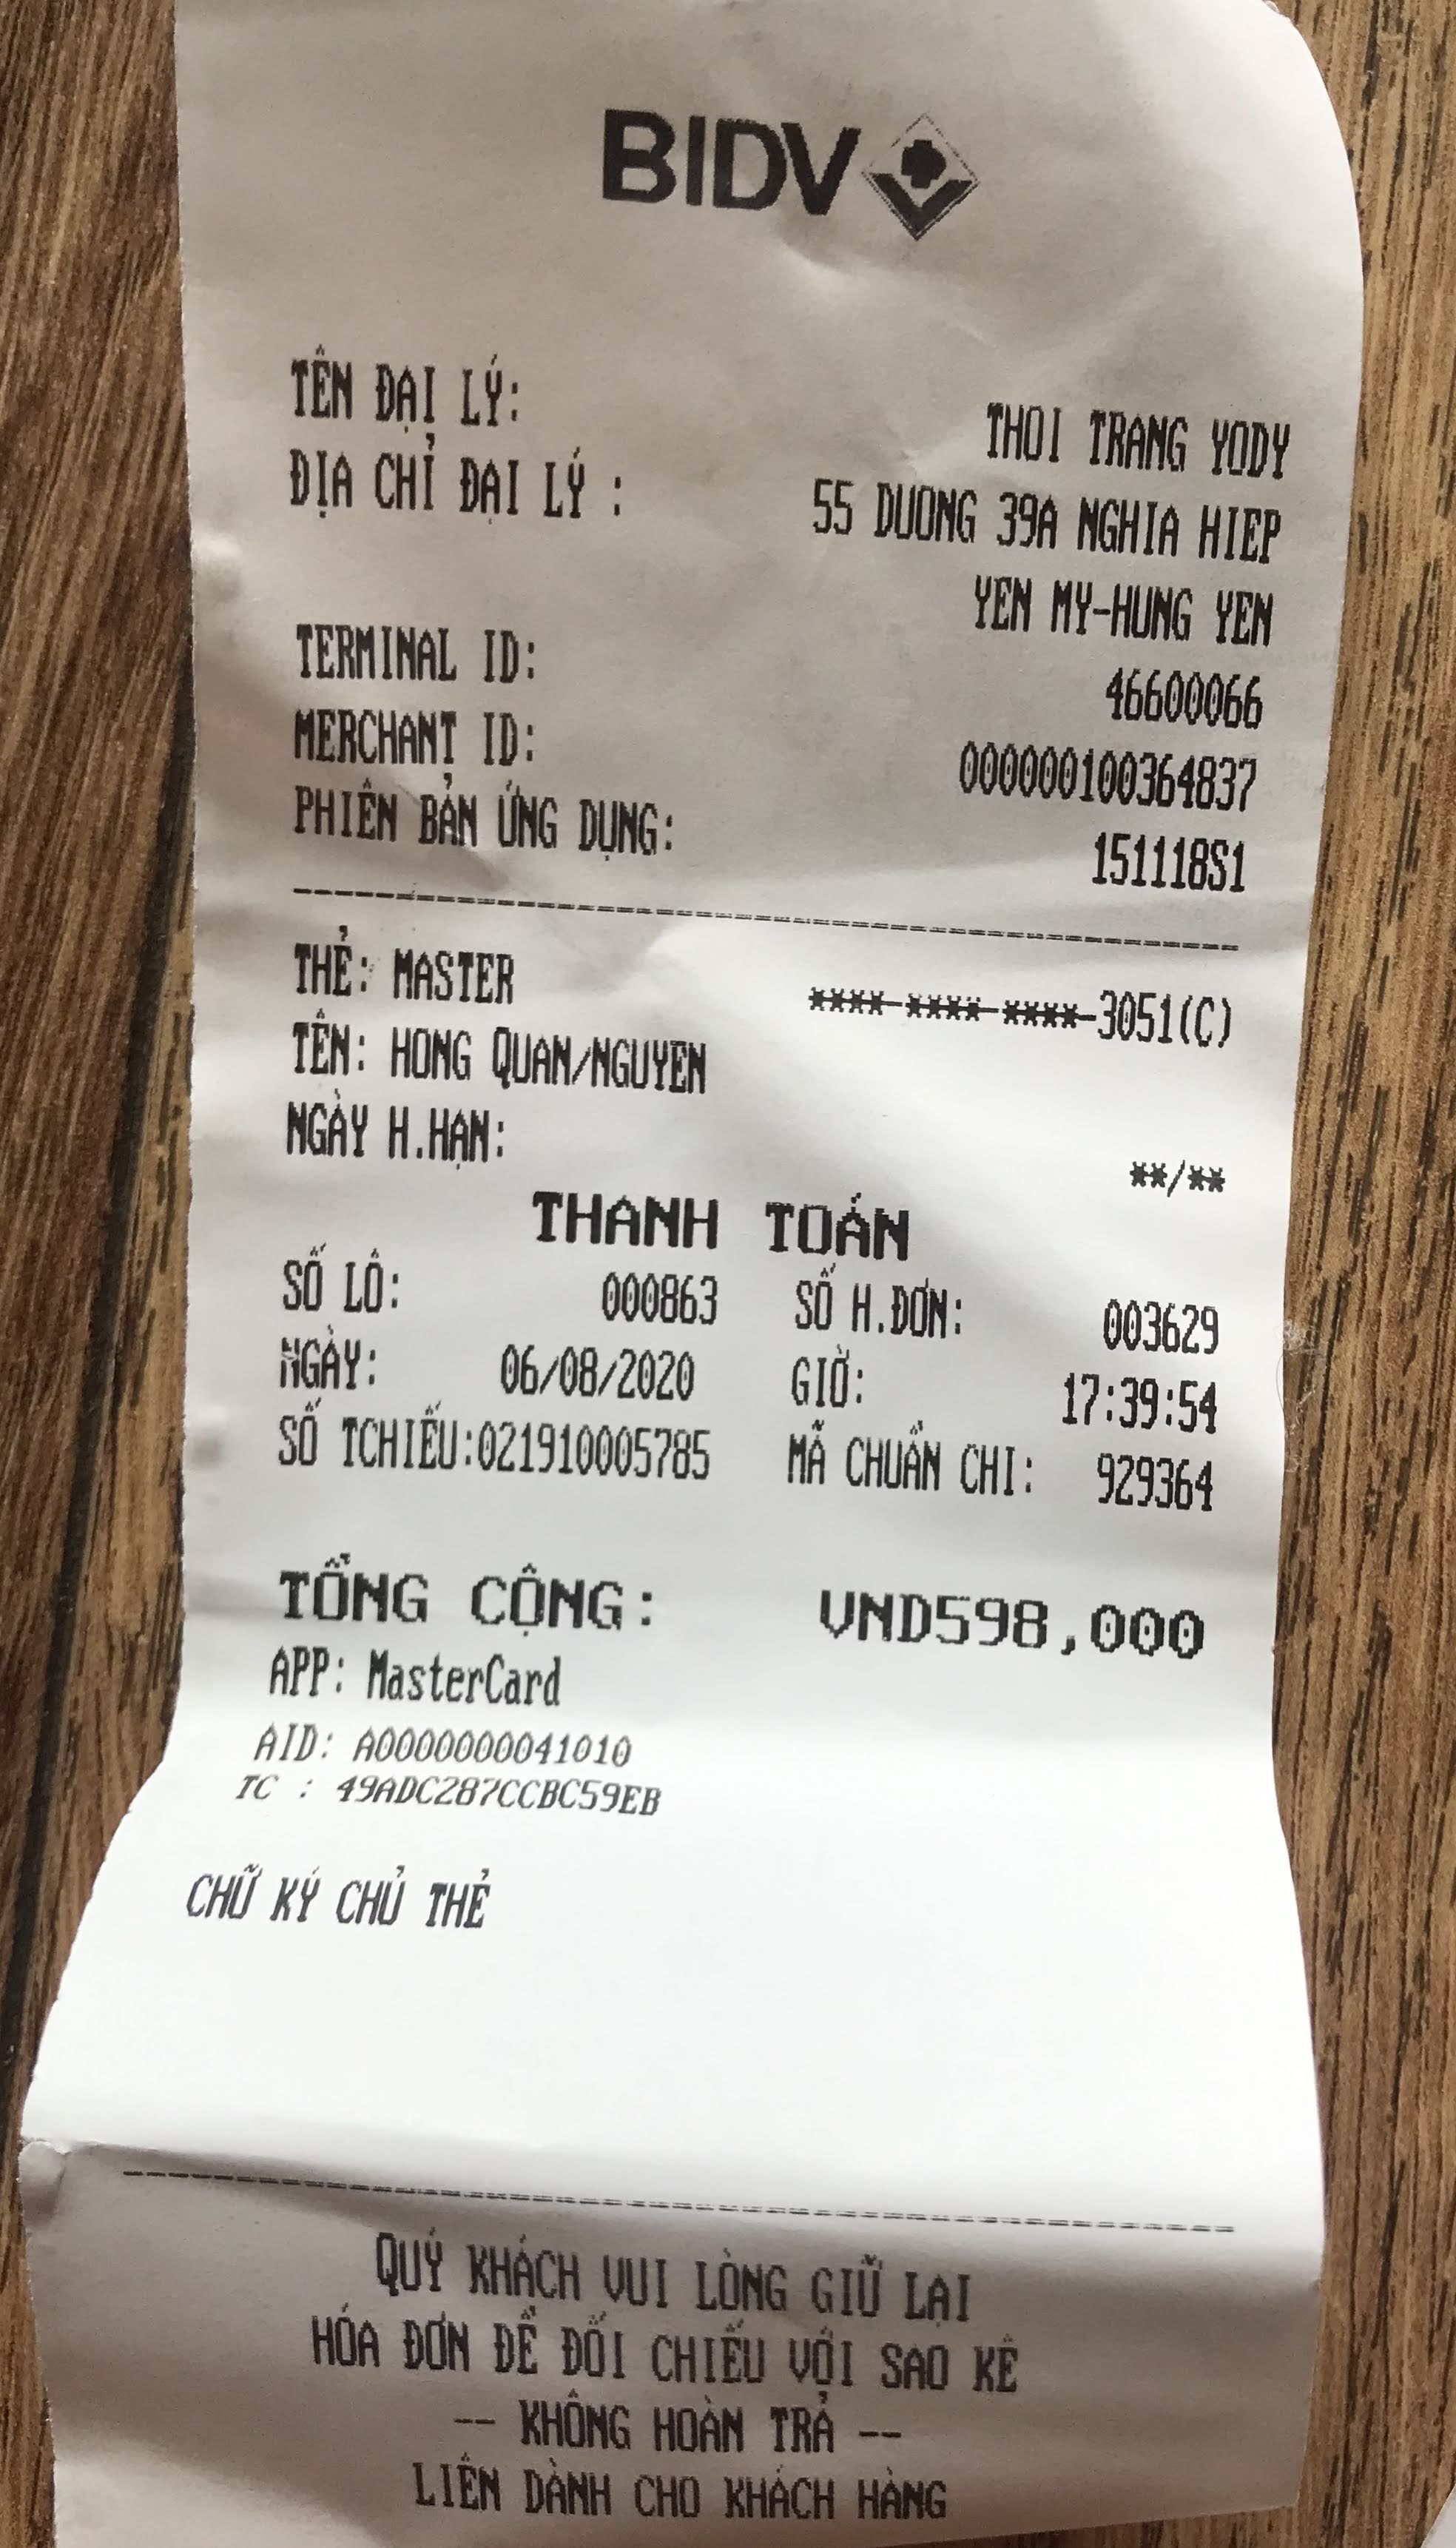 BIDV
TÊN ĐẠI LÝ: THOI TRANG YODY
ĐỊA CHỈ ĐẠI LÝ : 55 DUONG 39A NGHIA HIEP
YEN MY-HUNG YEN
TERMINAL ID: 46600066
MERCHANT ID: 000000100364837
PHIÊN BẢN ỨNG DỤNG: 151118S1
THẺ: MASTER ****-****-****-3051(C)
TÊN: HONG QUAN/NGUYEN
NGÀY H.HẠN: **/**
THANH TOÁN
SỐ LÔ: 000863 SỐ H.ĐƠN: 003629
NGÀY: 06/08/2020 GIỜ: 17:39:54
SỐ TCHIẾU:021910005785 MÃ CHUẨN CHI: 929364
TỔNG CỘNG: VND598,000
APP: MasterCard
AID: A0000000041010
TC : 49ADC287CCBC59EB
CHỮ KÝ CHỦ THẺ
QUÝ KHÁCH VUI LÒNG GIỮ LẠI
HÓA ĐƠN ĐỂ ĐỐI CHIẾU VỚI SAO KÊ
-- KHÔNG HOÀN TRẢ --
LIÊN DÀNH CHO KHÁCH HÀNG